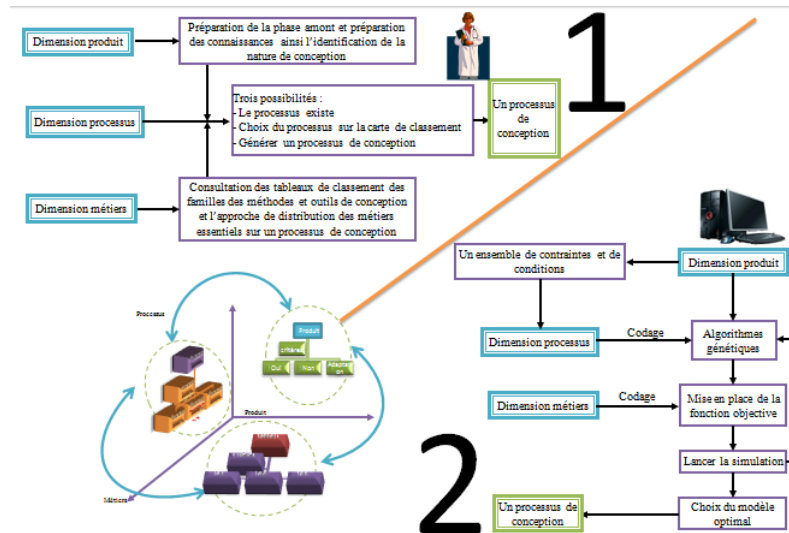 Dimension produit
Préparation de la phase amont et préparation
des connaissances ainsi l'identification de la
nature de conception
1
Dimension processus
Trois possibilités :
- Le processus existe
- Choix du processus sur la carte de classement
- Générer un processus de conception
Un processus
de
conception
Dimension métiers
Consultation des tableaux de classement des
familles des méthodes et outils de conception
et l'approche de distribution des métiers
essentiels sur un processus de conception
Processus
Produit
critères
Oui
Non
Adaptati
on
Produit
Métiers
2
Un ensemble de contraintes et de
conditions
Dimension produit
Dimension processus
Codage
Algorithmes
génétiques
Dimension métiers
Codage
Mise en place de la
fonction objective
Lancer la simulation
Un processus de
conception
Choix du modèle
optimal